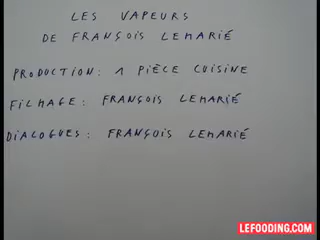 LES VAPEURS
DE FRANÇOIS LEMARIÉ
PRODUCTION: 1 PIÈCE CUISINE
FILMAGE: FRANÇOIS LEMARIÉ
DIALOGUES: FRANÇOIS LEMARIÉ
LEFOODING.COM